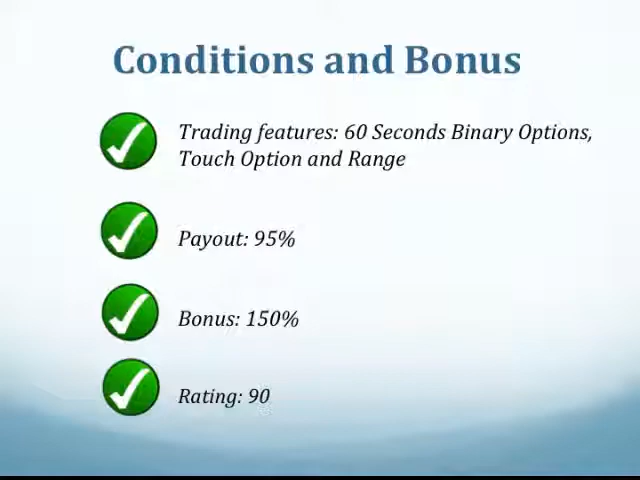 Conditions and Bonus
Trading features: 60 Seconds Binary Options,
Touch Option and Range
Payout: 95%
Bonus: 150%
Rating: 90